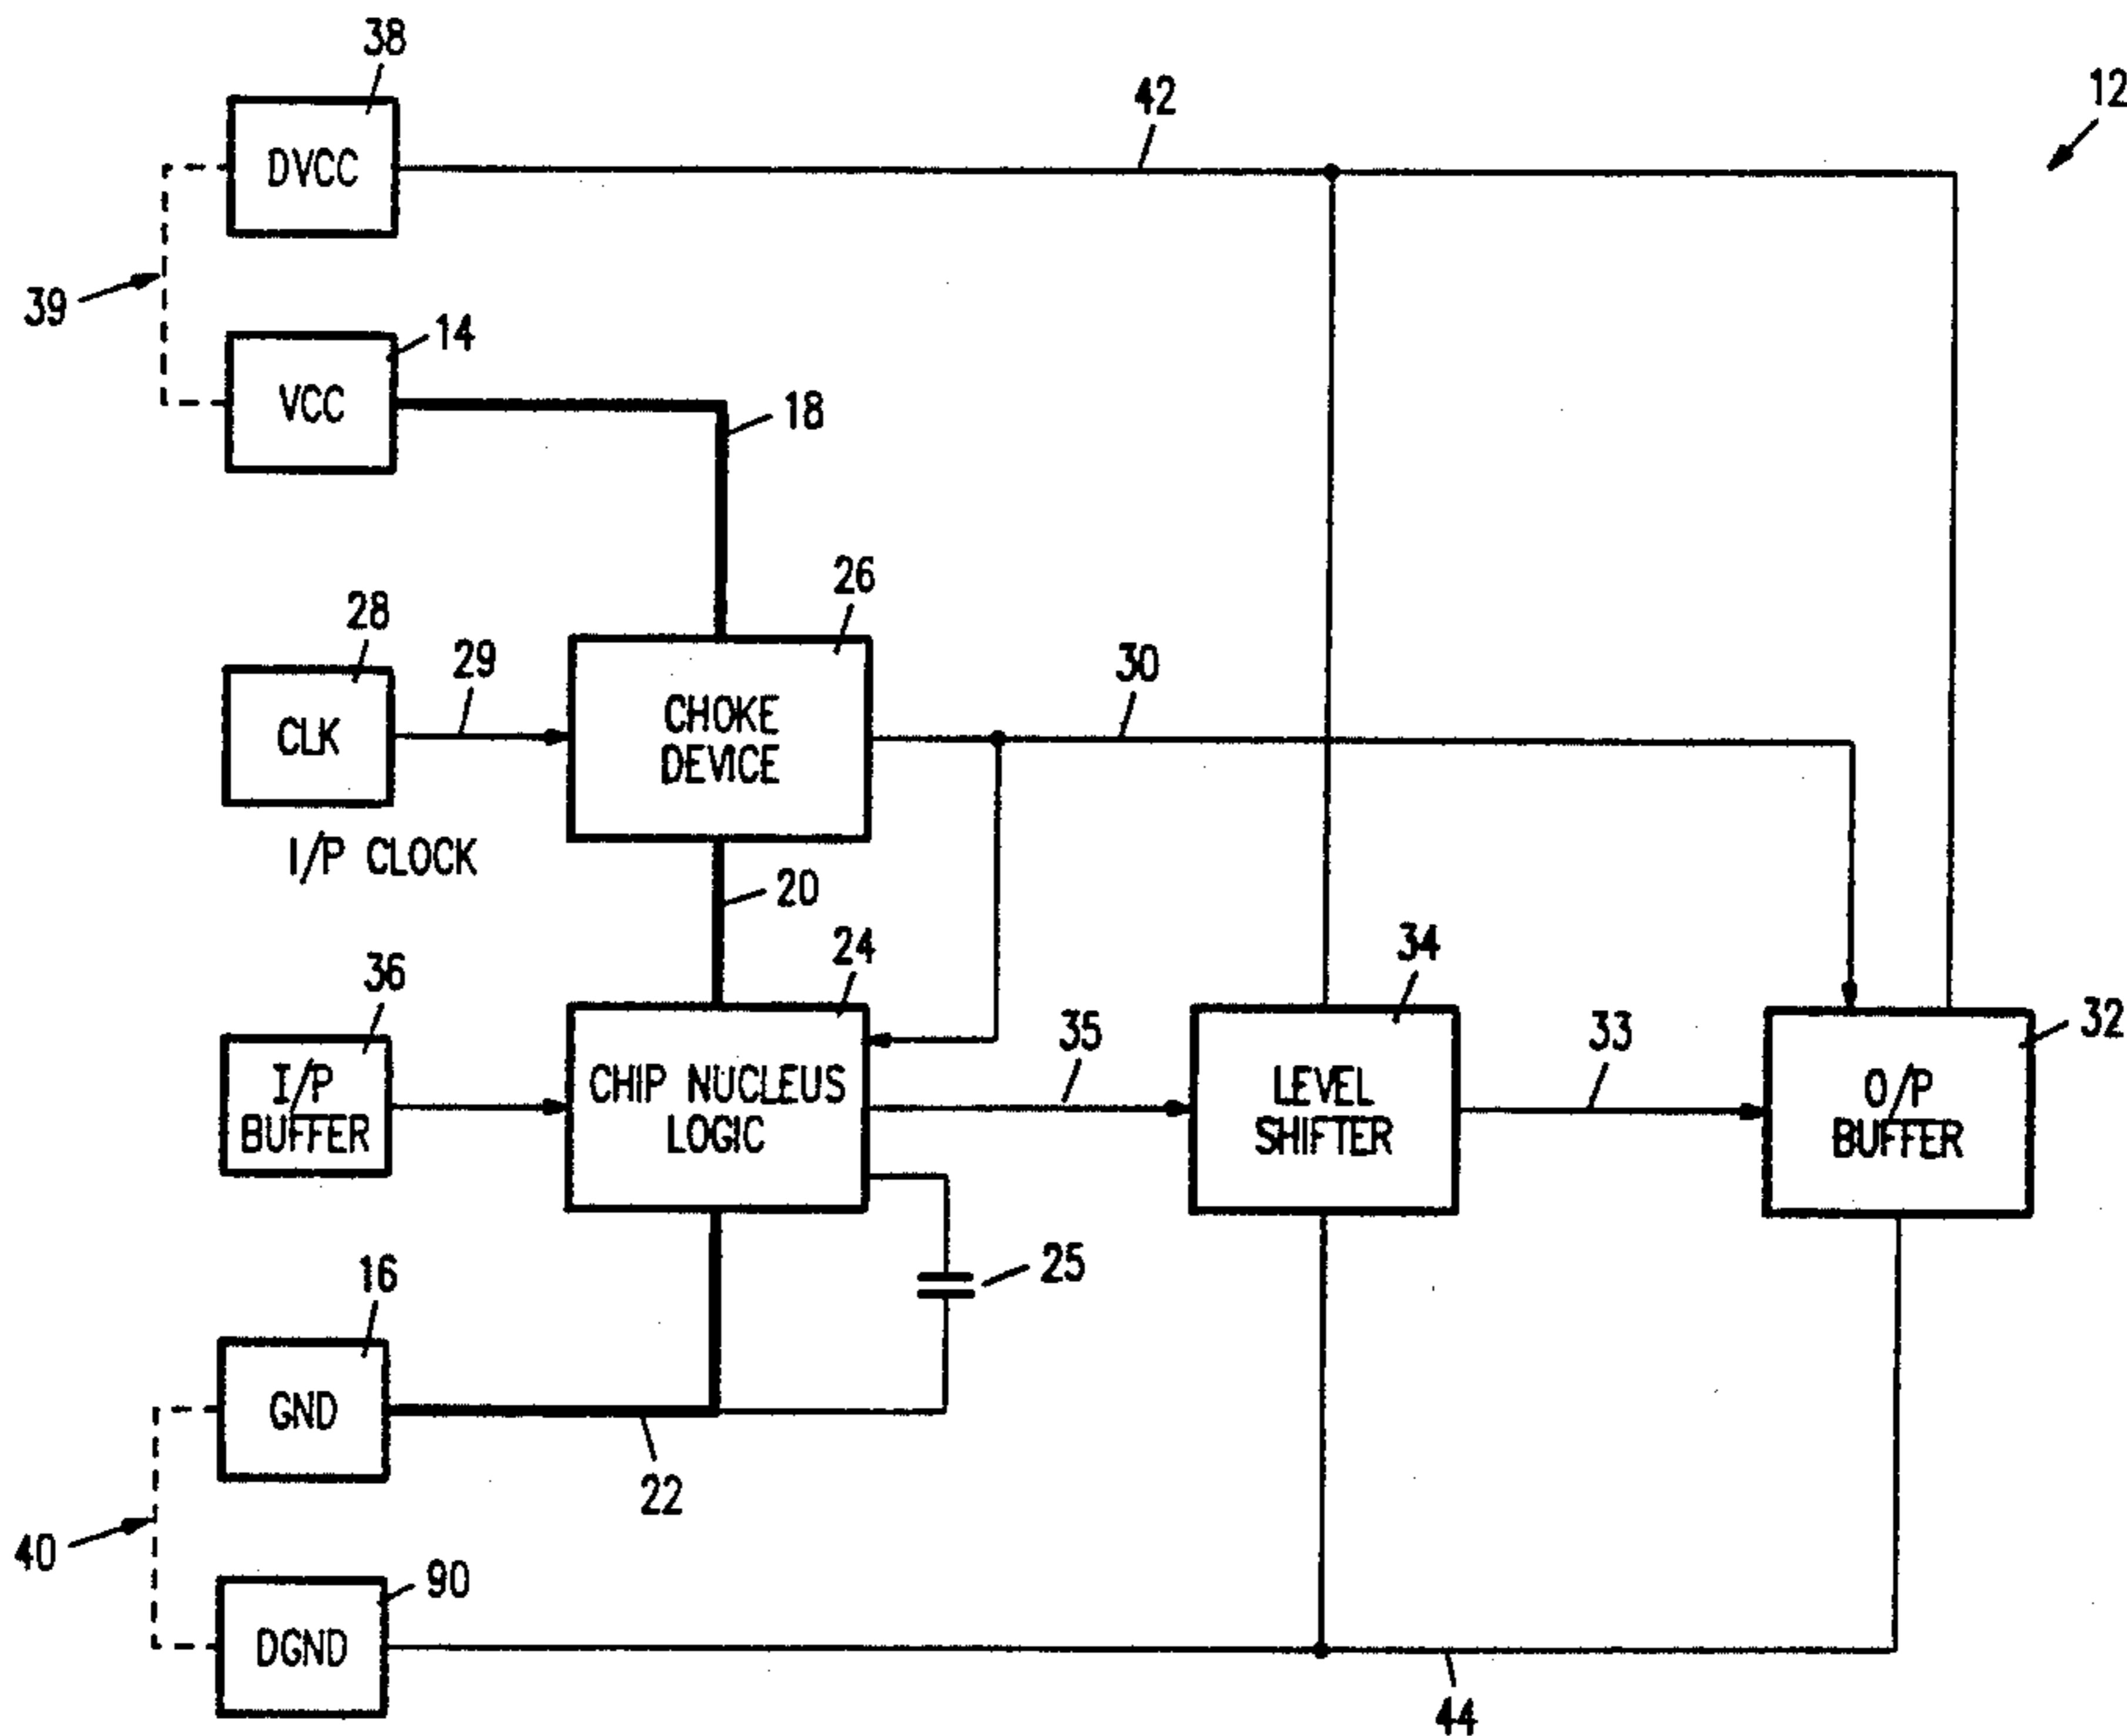 38
12
42
DVCC
39
14
VCC
18
26
28
29
30
CLK
CHOKE
DEVICE
I/P CLOCK
20
24
34
36
35
33
32
I/P
BUFFER
CHIP NUCLEUS
LOGIC
LEVEL
SHIFTER
O/P
BUFFER
25
16
GND
22
40
90
DGND
44